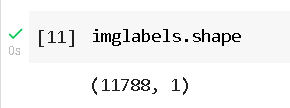 [11] imglabels.shape
0s
(11788, 1)